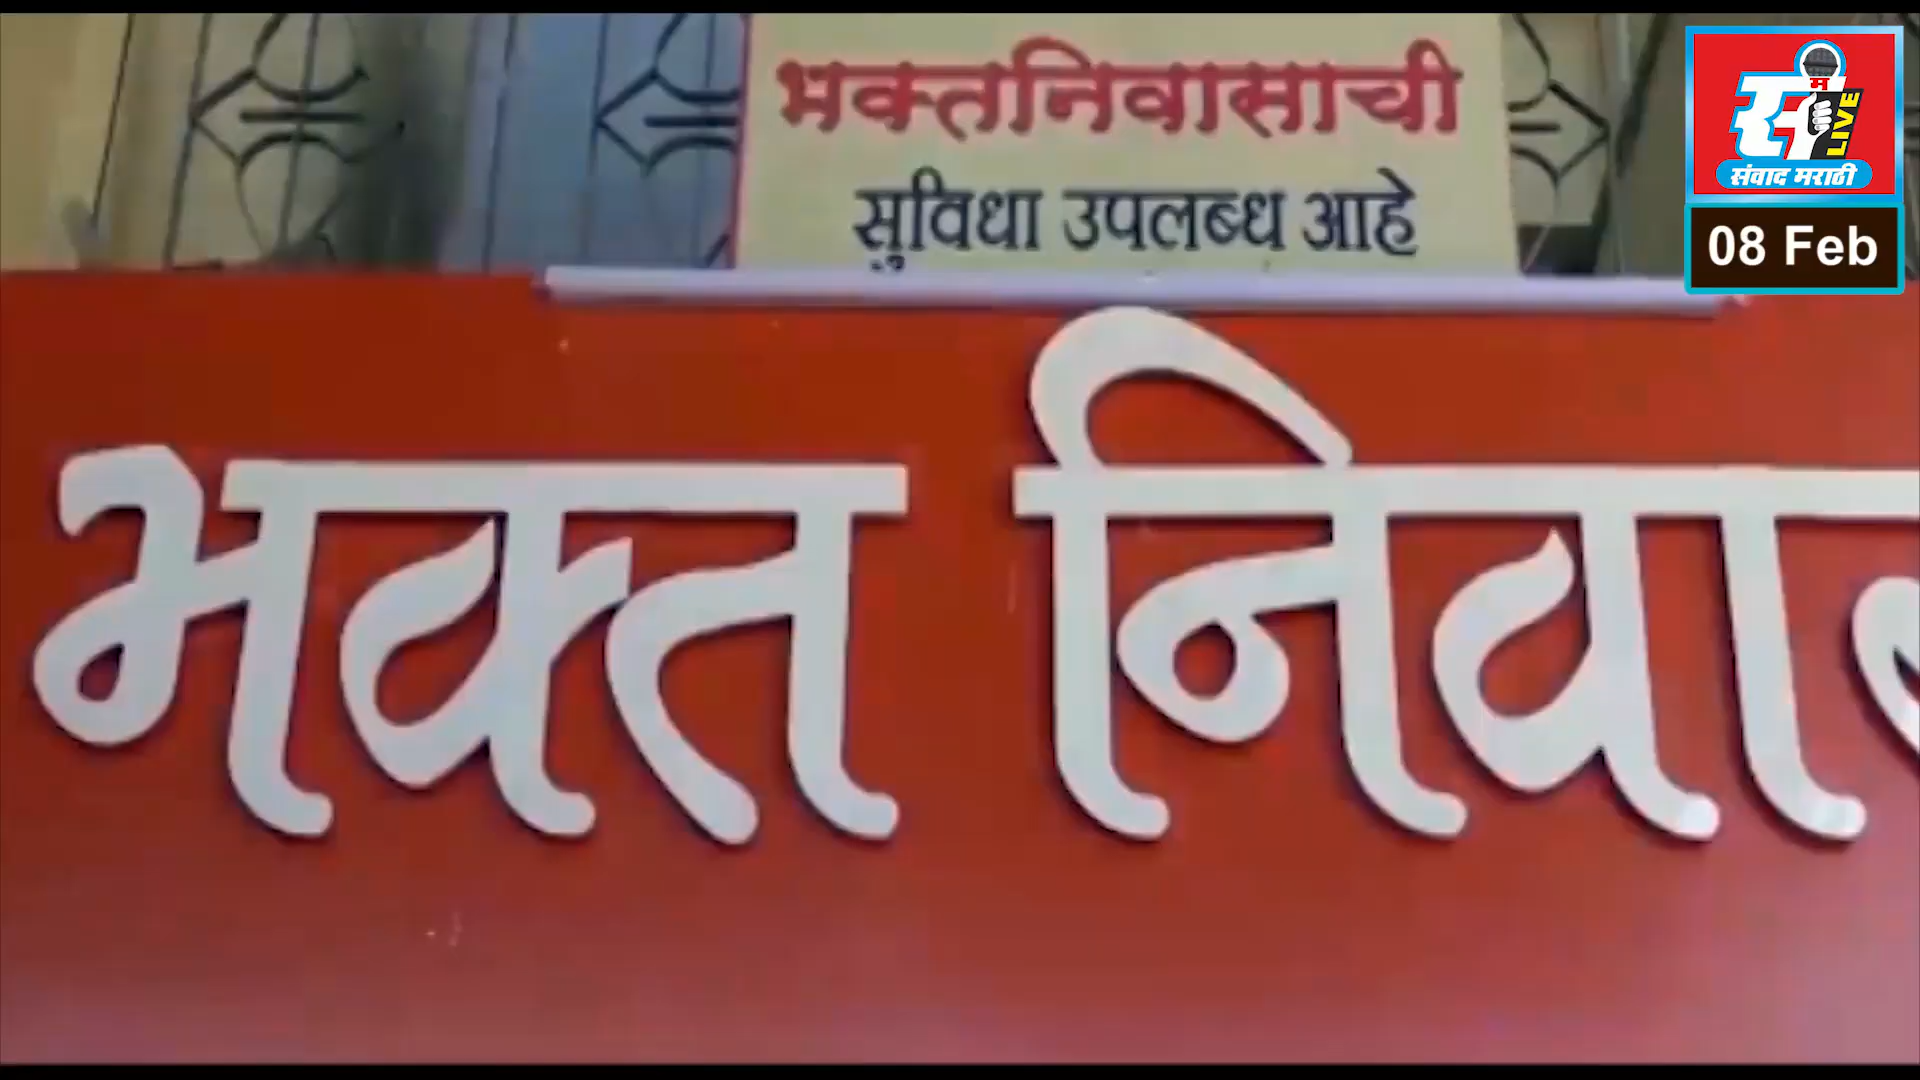 भक्तनिवासाची
सुविधा उपलब्ध आहे
भक्त निवा
स
म
LIVE
संवाद मराठी
08 Feb